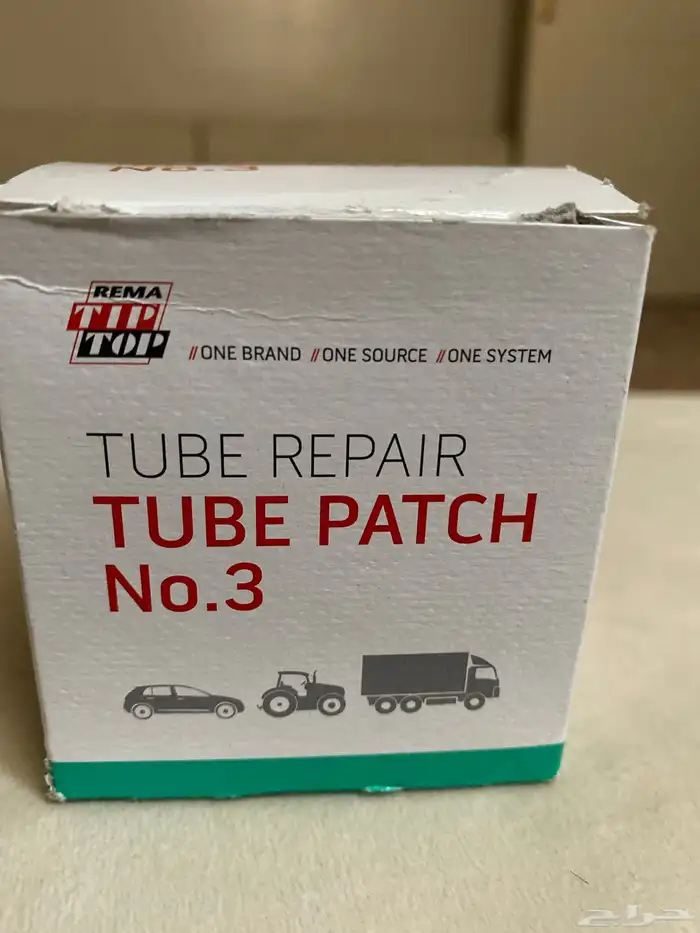 No.3
REMA
TIP
TOP
//ONE BRAND //ONE SOURCE //ONE SYSTEM
TUBE REPAIR
TUBE PATCH
No.3
حراج